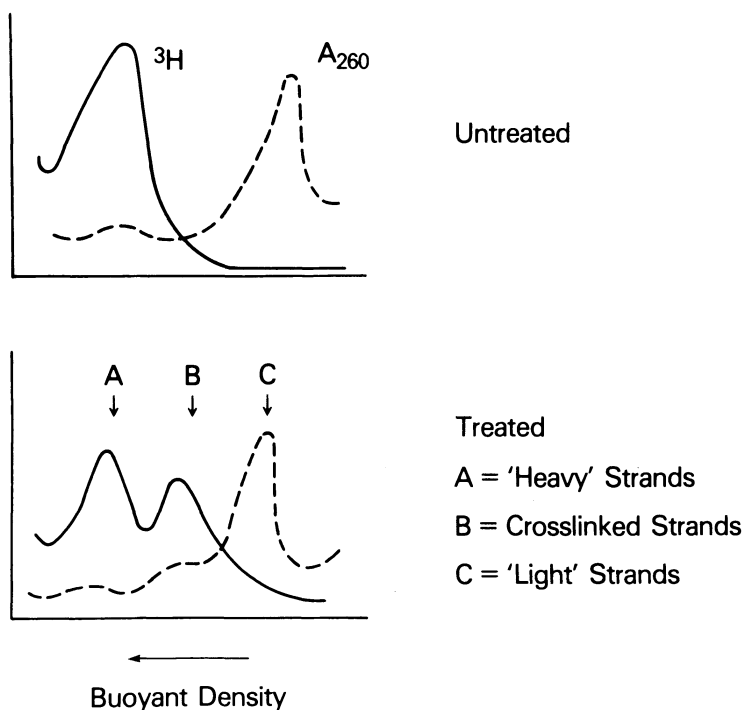 ³H
A₂₆₀
Untreated
A
B
C
Treated
A = 'Heavy' Strands
B = Crosslinked Strands
C = 'Light' Strands
Buoyant Density